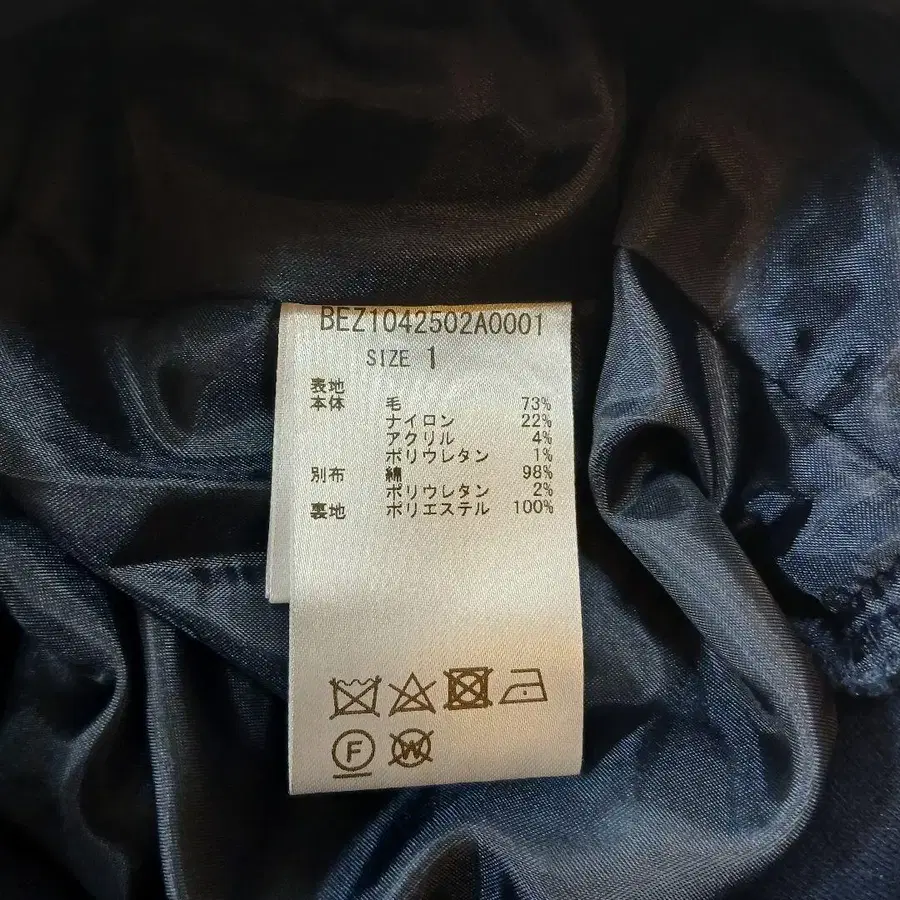 BEZ1042502A0001
SIZE 1
表地
本体 毛 73%
ナイロン 22%
アクリル 4%
ポリウレタン 1%
別布 綿 98%
ポリウレタン 2%
裏地 ポリエステル 100%
F W